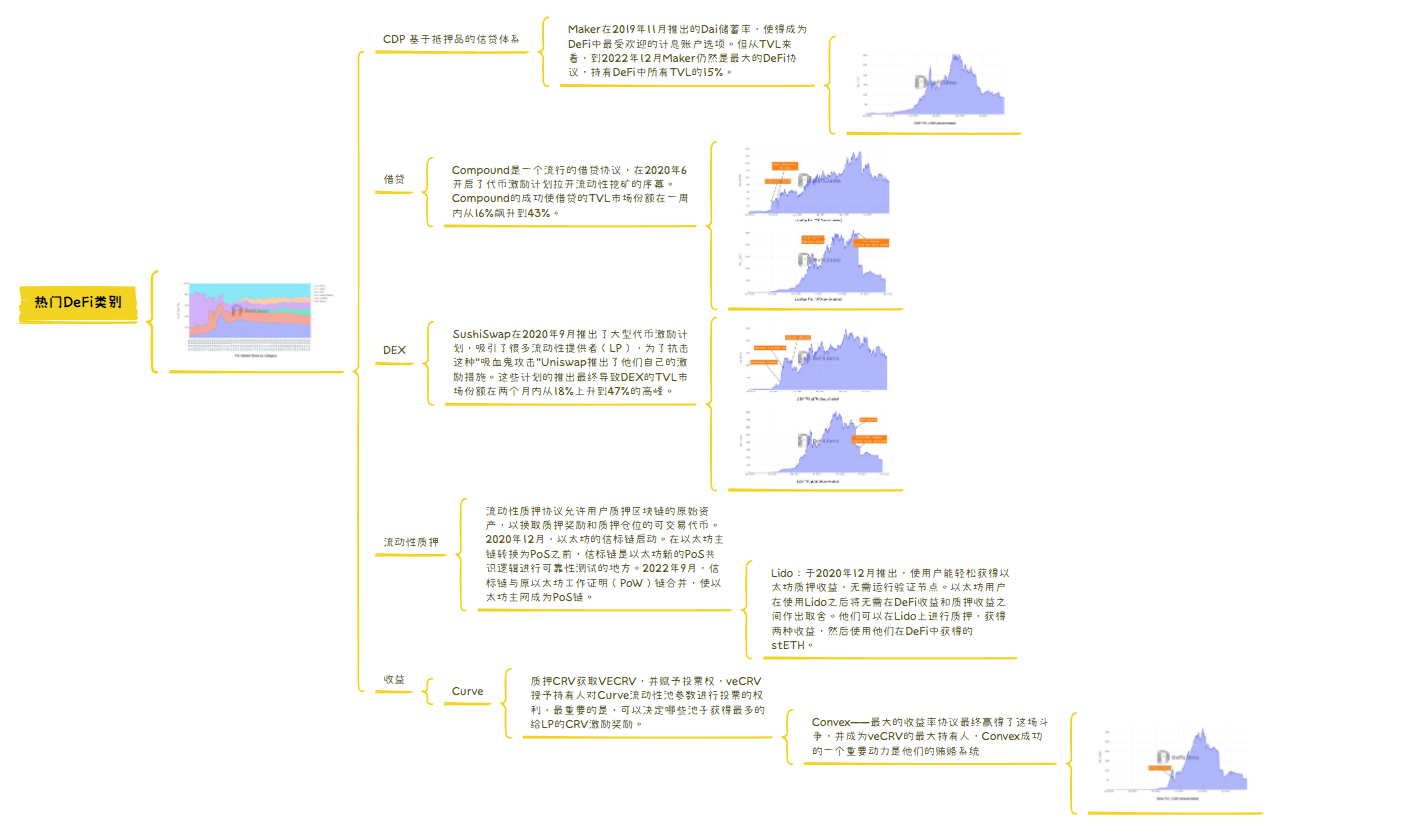 热门DeFi类别
CDP 基于抵押品的信贷体系
Maker在2019年11月推出的Dai储蓄率，使得成为
DeFi中最受欢迎的计息账户选项。但从TVL来
看，到2022年12月Maker仍然是最大的DeFi协
议，持有DeFi中所有TVL的15%。
借贷
Compound是一个流行的借贷协议，在2020年6
开启了代币激励计划拉开流动性挖矿的序幕。
Compound的成功使借贷的TVL市场份额在一周
内从16%飙升到43%。
DEX
SushiSwap在2020年9月推出了大型代币激励计
划，吸引了很多流动性提供者（LP），为了抗击
这种"吸血鬼攻击"Uniswap推出了他们自己的激
励措施。这些计划的推出最终导致DEX的TVL市
场份额在两个月内从18%上升到47%的高峰。
流动性质押
流动性质押协议允许用户质押区块链的原始资
产，以换取质押奖励和质押仓位的可交易代币。
2020年12月，以太坊的信标链启动。在以太坊主
链转换为PoS之前，信标链是以太坊新的PoS共
识逻辑进行可靠性测试的地方。2022年9月，信
标链与原以太坊工作证明（PoW）链合并，使以
太坊主网成为PoS链。
Lido：于2020年12月推出，使用户能轻松获得以
太坊质押收益，无需运行验证节点。以太坊用户
在使用Lido之后将无需在DeFi收益和质押收益之
间作出取舍。他们可以在Lido上进行质押，获得
两种收益，然后使用他们在DeFi中获得的
stETH。
收益
Curve
质押CRV获取VECRV，并赋予投票权，veCRV
授予持有人对Curve流动性池参数进行投票的权
利，最重要的是，可以决定哪些池子获得最多的
给LP的CRV激励奖励。
Convex——最大的收益率协议最终赢得了这场斗
争，并成为veCRV的最大持有人，Convex成功
的一个重要动力是他们的贿赂系统